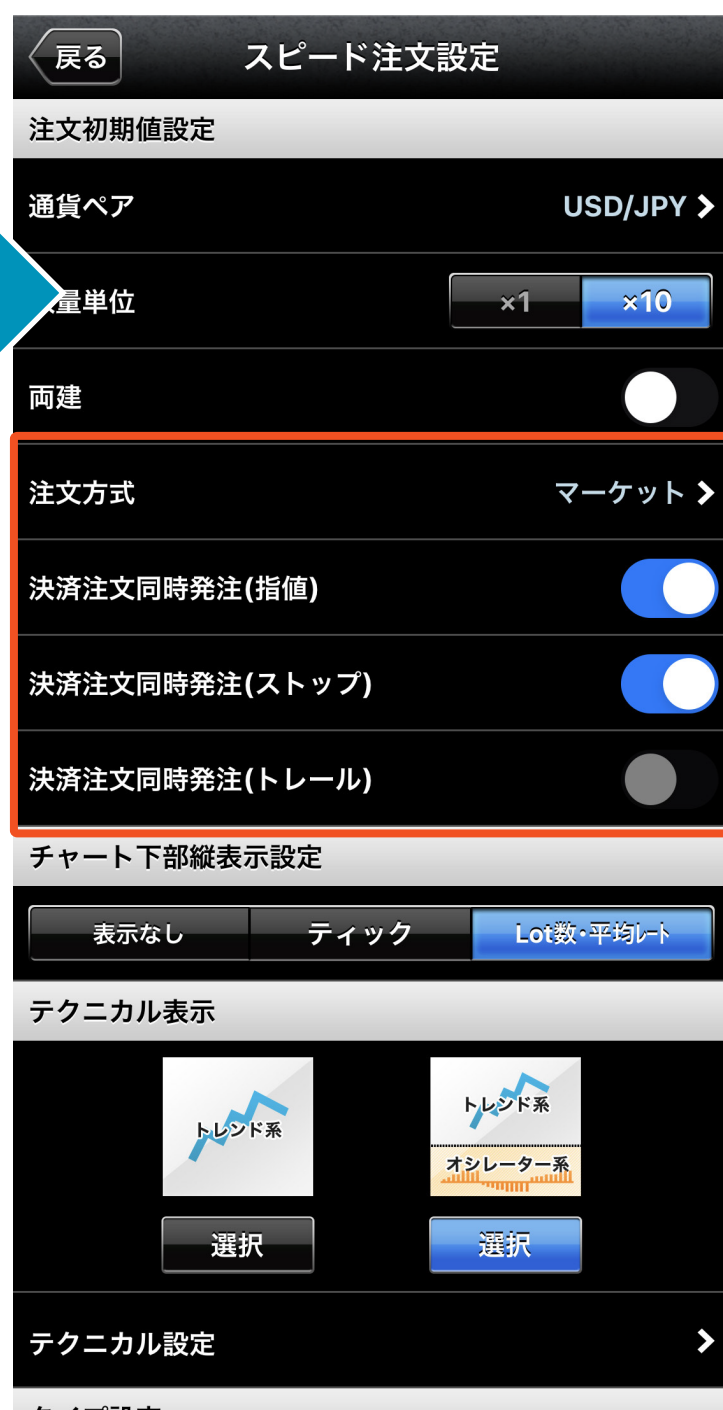 戻る
スピード注文設定
注文初期値設定
通貨ペア
USD/JPY
量単位
×1
×10
両建
注文方式
マーケット
決済注文同時発注(指値)
決済注文同時発注(ストップ)
決済注文同時発注(トレール)
チャート下部縦表示設定
表示なし
ティック
Lot数・平均ﾚｰﾄ
テクニカル表示
トレンド系
トレンド系
オシレーター系
選択
選択
テクニカル設定